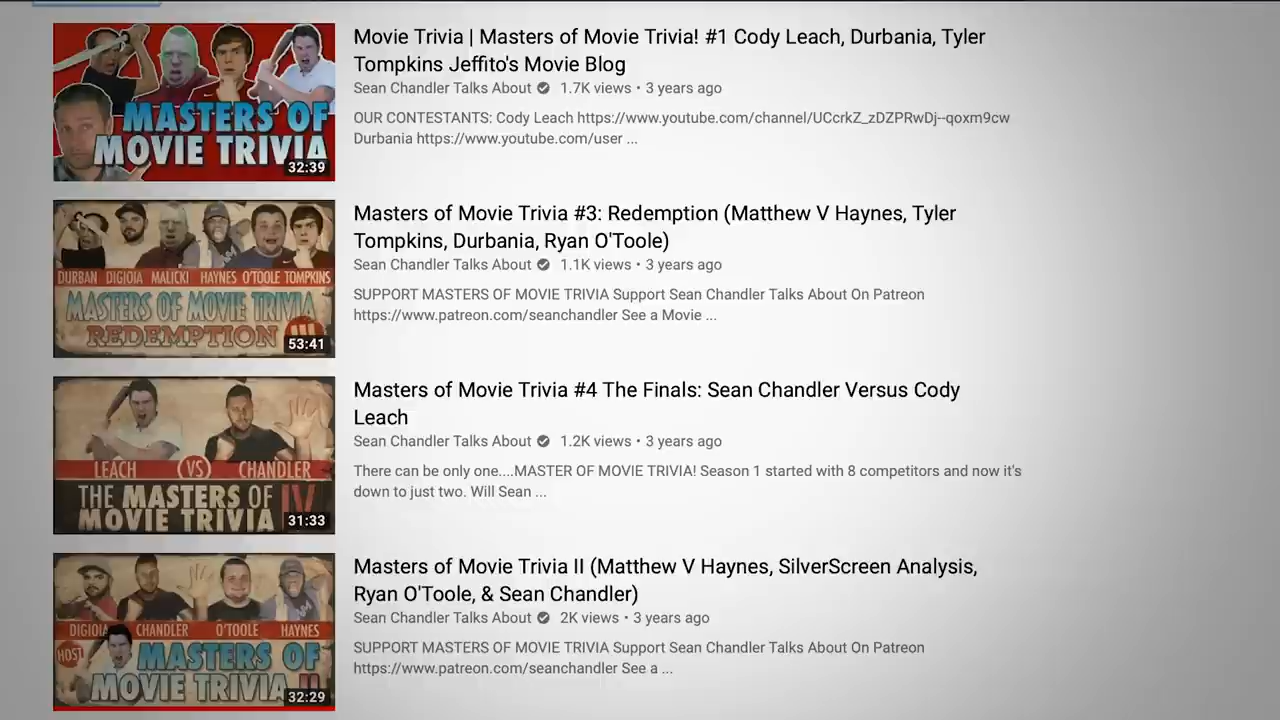 MASTERS OF
MOVIE TRIVIA
32:39
Movie Trivia | Masters of Movie Trivia! #1 Cody Leach, Durbania, Tyler
Tompkins Jeffito's Movie Blog
Sean Chandler Talks About 1.7K views • 3 years ago
OUR CONTESTANTS: Cody Leach https://www.youtube.com/channel/UCcrkZ_zDZPRwDj--qoxm9cw
Durbania https://www.youtube.com/user ...
DURBAN DIGIOIA MALICKI HAYNES O'TOOLE TOMPKINS
MASTERS OF MOVIE TRIVIA
REDEMPTION III
53:41
Masters of Movie Trivia #3: Redemption (Matthew V Haynes, Tyler
Tompkins, Durbania, Ryan O'Toole)
Sean Chandler Talks About 1.1K views • 3 years ago
SUPPORT MASTERS OF MOVIE TRIVIA Support Sean Chandler Talks About On Patreon
https://www.patreon.com/seanchandler See a Movie ...
LEACH VS CHANDLER
THE MASTERS OF IV
MOVIE TRIVIA
31:33
Masters of Movie Trivia #4 The Finals: Sean Chandler Versus Cody
Leach
Sean Chandler Talks About 1.2K views • 3 years ago
There can be only one....MASTER OF MOVIE TRIVIA! Season 1 started with 8 competitors and now it's
down to just two. Will Sean ...
DIGIOIA CHANDLER O'TOOLE HAYNES
HOST
MASTERS OF
MOVIE TRIVIA II
32:29
Masters of Movie Trivia II (Matthew V Haynes, SilverScreen Analysis,
Ryan O'Toole, & Sean Chandler)
Sean Chandler Talks About 2K views • 3 years ago
SUPPORT MASTERS OF MOVIE TRIVIA Support Sean Chandler Talks About On Patreon
https://www.patreon.com/seanchandler See a ...